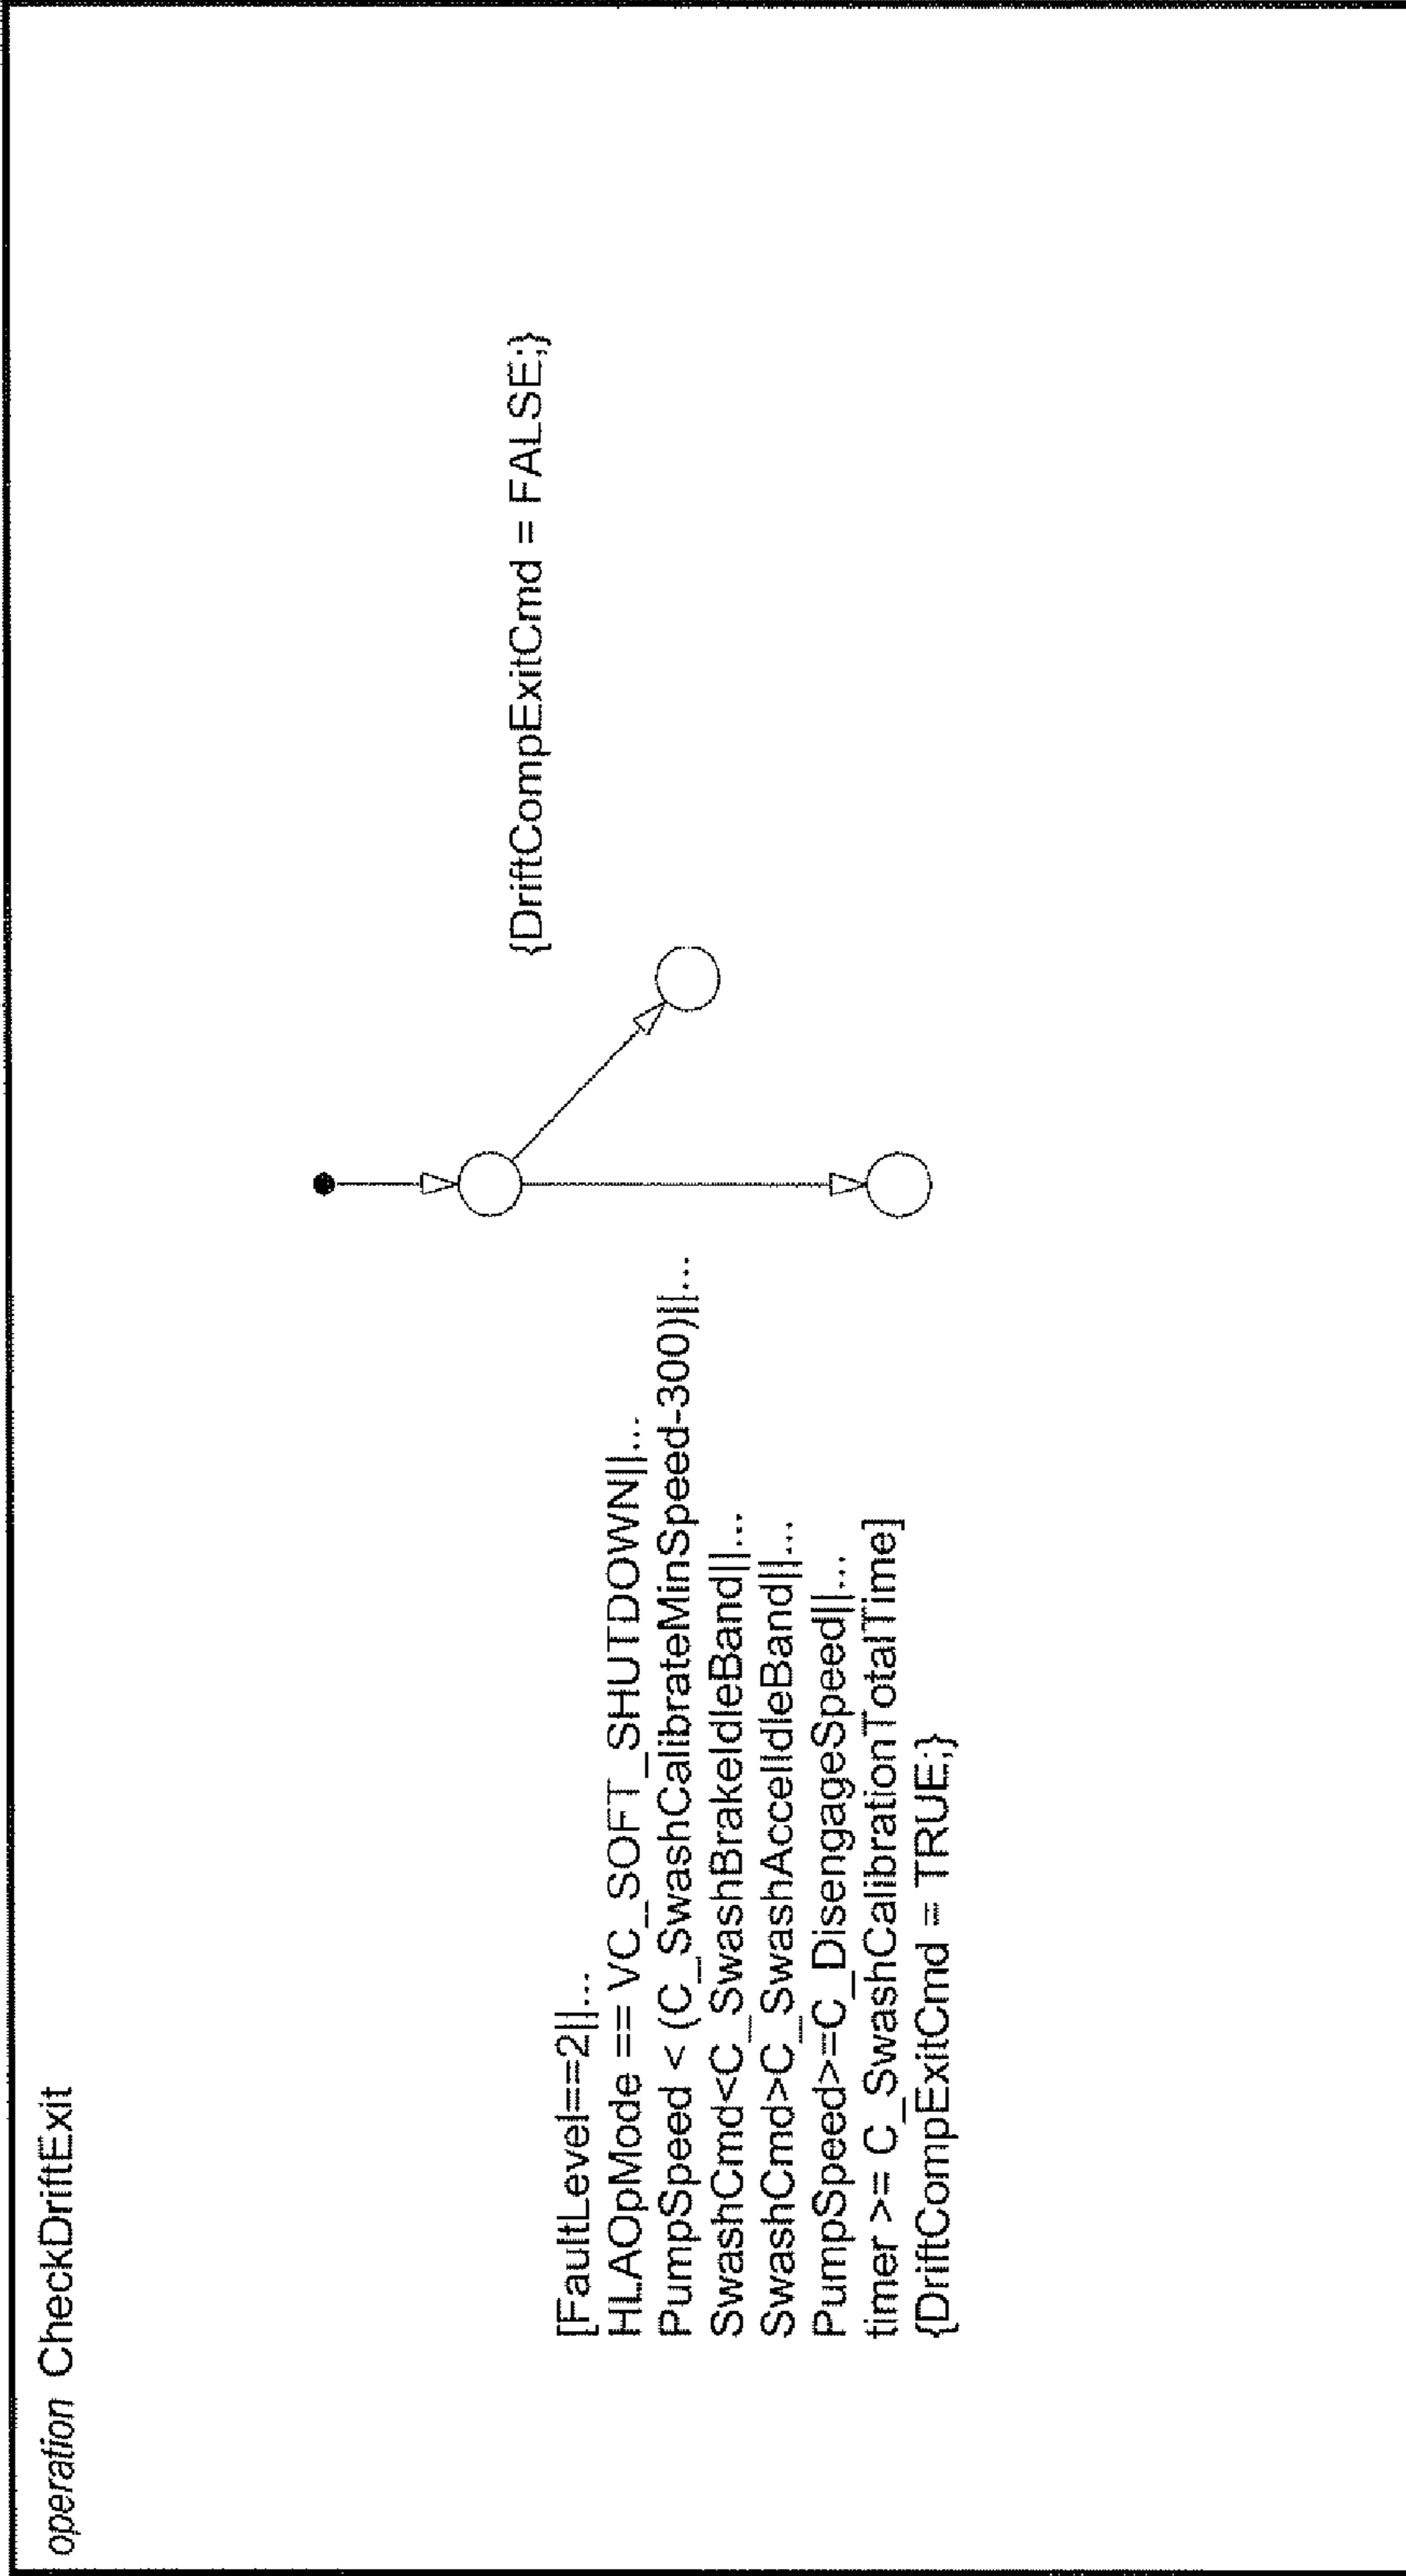 operation CheckDriftExit
{DriftCompExitCmd = FALSE;}
[FaultLevel==2||...
HLAOpMode == VC_SOFT_SHUTDOWN||...
PumpSpeed < (C_SwashCalibrateMinSpeed-300)||...
SwashCmd<C_SwashBrakeIdleBand||...
SwashCmd>C_SwashAccelIdleBand||...
PumpSpeed>=C_DisengageSpeed||...
timer >= C_SwashCalibrationTotalTime]
{DriftCompExitCmd = TRUE;}